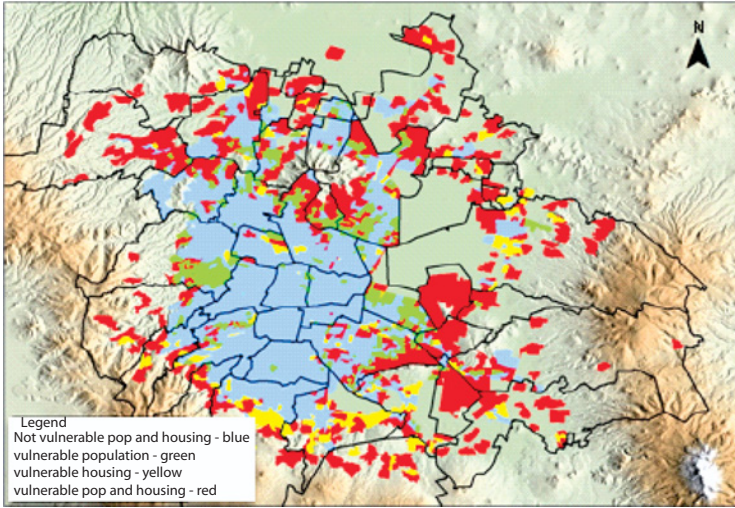 N
Legend
Not vulnerable pop and housing - blue
vulnerable population - green
vulnerable housing - yellow
vulnerable pop and housing - red